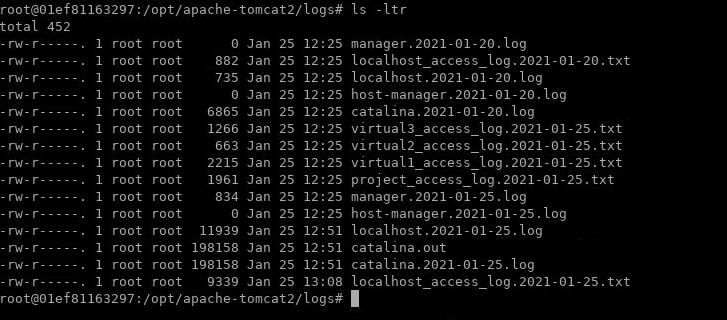 root@01ef81163297:/opt/apache-tomcat2/logs# ls -ltr
total 452
-rw-r-----. 1 root root      0 Jan 25 12:25 manager.2021-01-20.log
-rw-r-----. 1 root root    882 Jan 25 12:25 localhost_access_log.2021-01-20.txt
-rw-r-----. 1 root root    735 Jan 25 12:25 localhost.2021-01-20.log
-rw-r-----. 1 root root      0 Jan 25 12:25 host-manager.2021-01-20.log
-rw-r-----. 1 root root   6865 Jan 25 12:25 catalina.2021-01-20.log
-rw-r-----. 1 root root   1266 Jan 25 12:25 virtual3_access_log.2021-01-25.txt
-rw-r-----. 1 root root    663 Jan 25 12:25 virtual2_access_log.2021-01-25.txt
-rw-r-----. 1 root root   2215 Jan 25 12:25 virtual1_access_log.2021-01-25.txt
-rw-r-----. 1 root root   1961 Jan 25 12:25 project_access_log.2021-01-25.txt
-rw-r-----. 1 root root    834 Jan 25 12:25 manager.2021-01-25.log
-rw-r-----. 1 root root      0 Jan 25 12:25 host-manager.2021-01-25.log
-rw-r-----. 1 root root  11939 Jan 25 12:51 localhost.2021-01-25.log
-rw-r-----. 1 root root 198158 Jan 25 12:51 catalina.out
-rw-r-----. 1 root root 198158 Jan 25 12:51 catalina.2021-01-25.log
-rw-r-----. 1 root root   9339 Jan 25 13:08 localhost_access_log.2021-01-25.txt
root@01ef81163297:/opt/apache-tomcat2/logs#